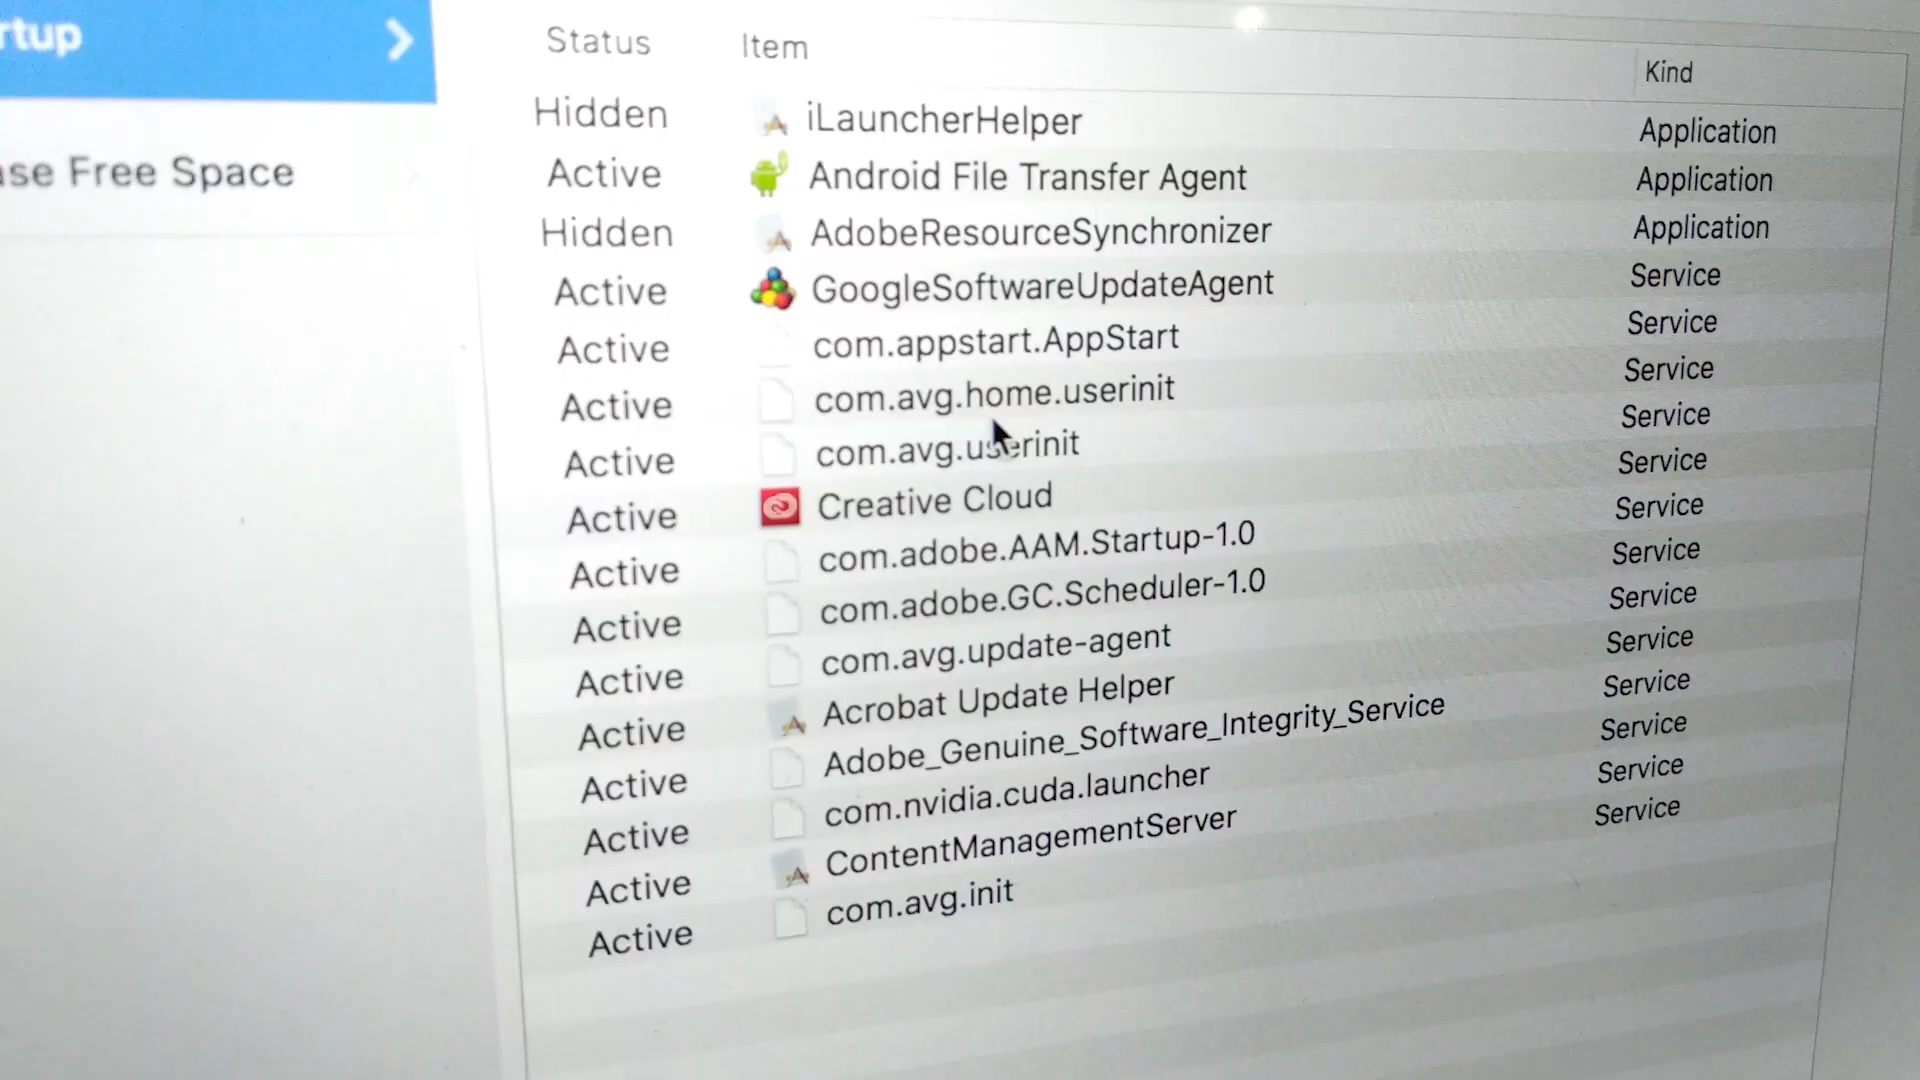 rtup
ase Free Space
Status Item Kind
Hidden iLauncherHelper Application
Active Android File Transfer Agent Application
Hidden AdobeResourceSynchronizer Application
Active GoogleSoftwareUpdateAgent Service
Active com.appstart.AppStart Service
Active com.avg.home.userinit Service
Active com.avg.userinit Service
Active Creative Cloud Service
Active com.adobe.AAM.Startup-1.0 Service
Active com.adobe.GC.Scheduler-1.0 Service
Active com.avg.update-agent Service
Active Acrobat Update Helper Service
Active Adobe_Genuine_Software_Integrity_Service Service
Active com.nvidia.cuda.launcher Service
Active ContentManagementServer Service
Active com.avg.init Service